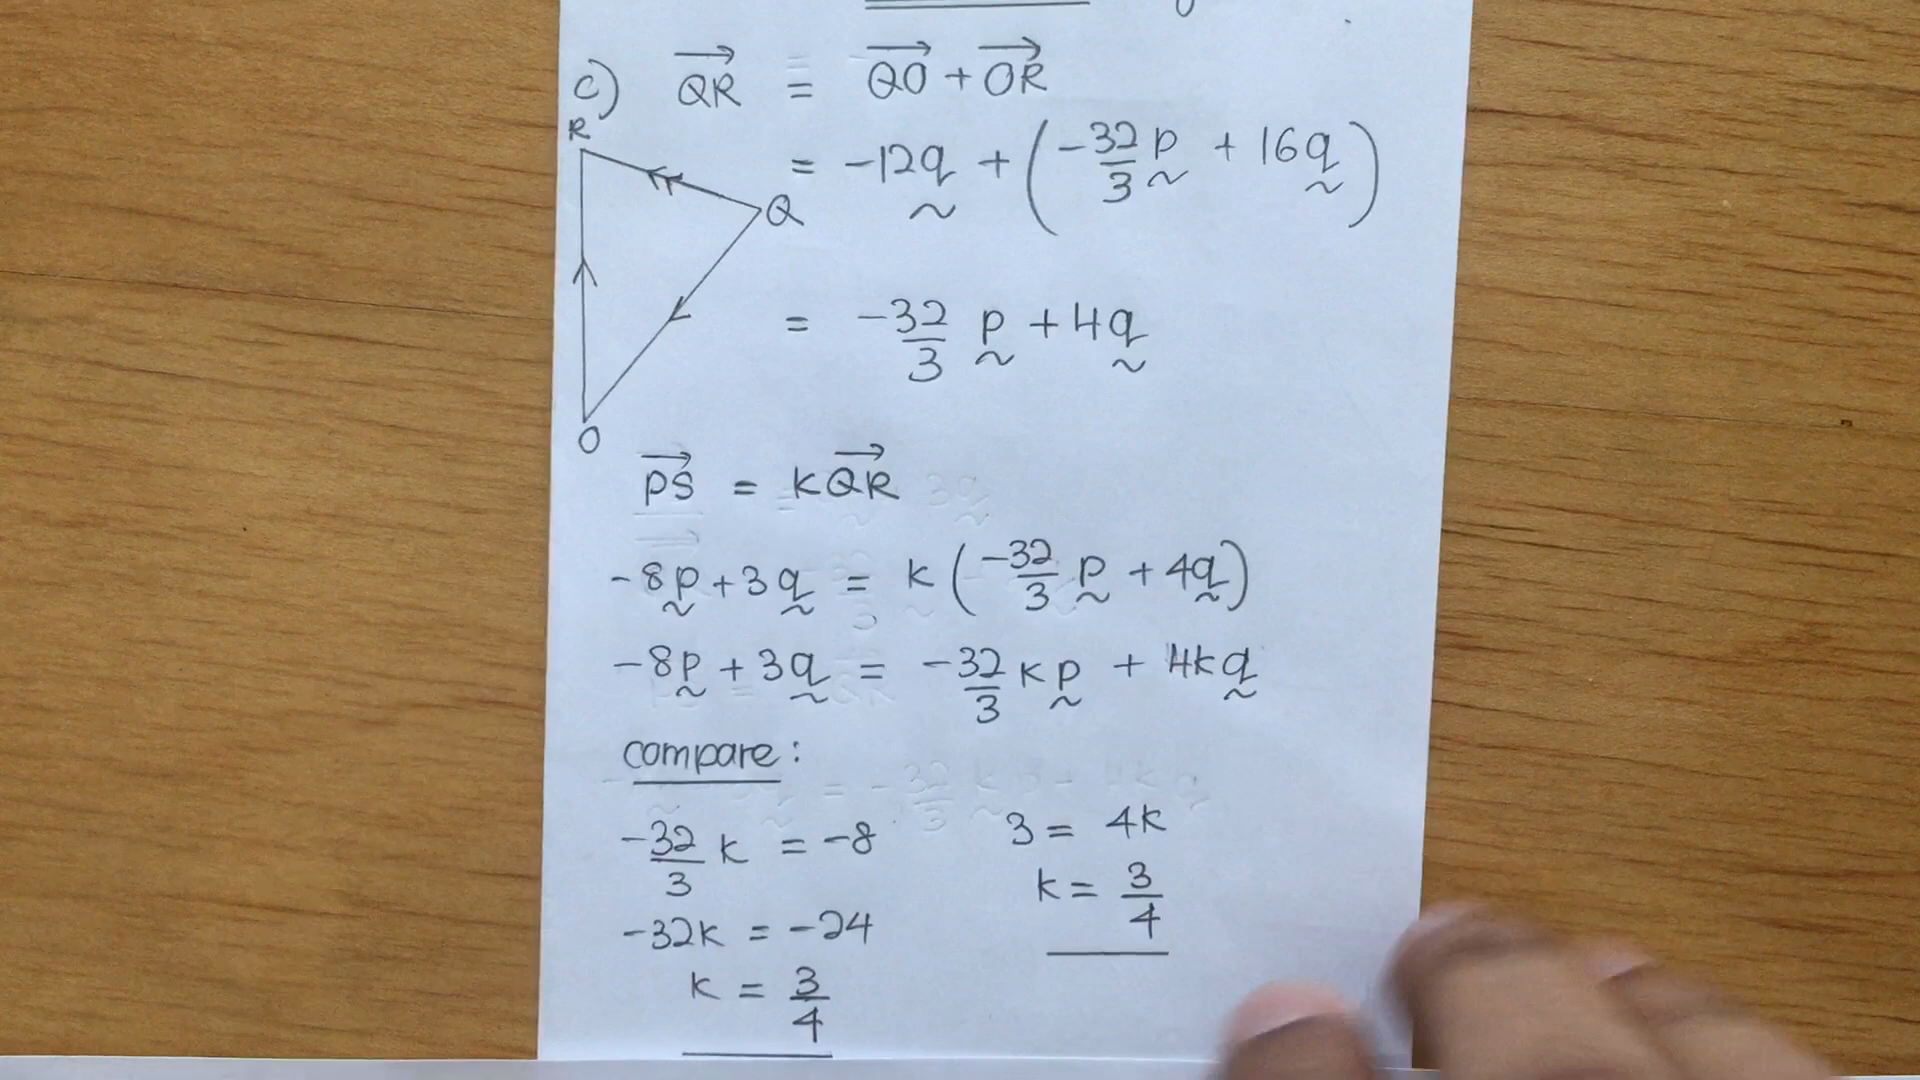 c) QR = QO + OR
= -12q + (-32/3 p + 16q)
= -32/3 p + 4q
R
Q
O
PS = kQR
-8p + 3q = k(-32/3 p + 4q)
-8p + 3q = -32/3 kp + 4kq
compare:
-32/3 k = -8
-32k = -24
k = 3/4
3 = 4k
k = 3/4